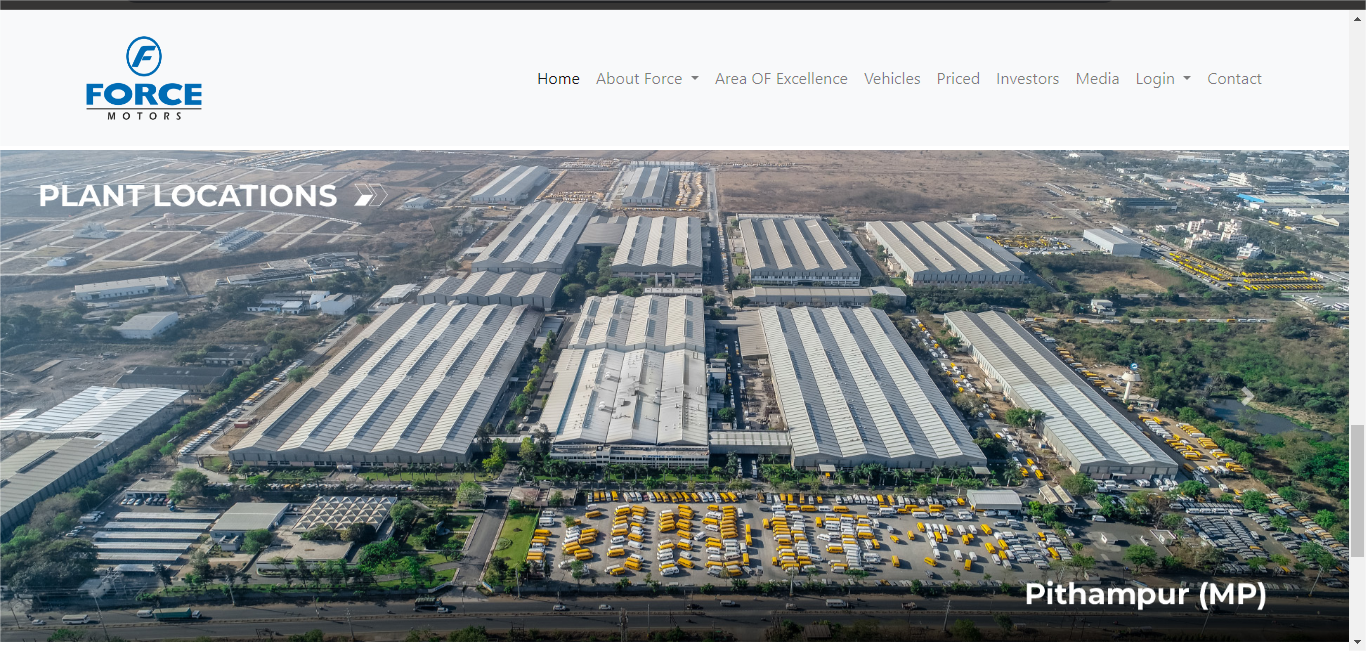 F
FORCE
MOTORS
Home About Force Area OF Excellence Vehicles Priced Investors Media Login Contact
PLANT LOCATIONS
Pithampur (MP)